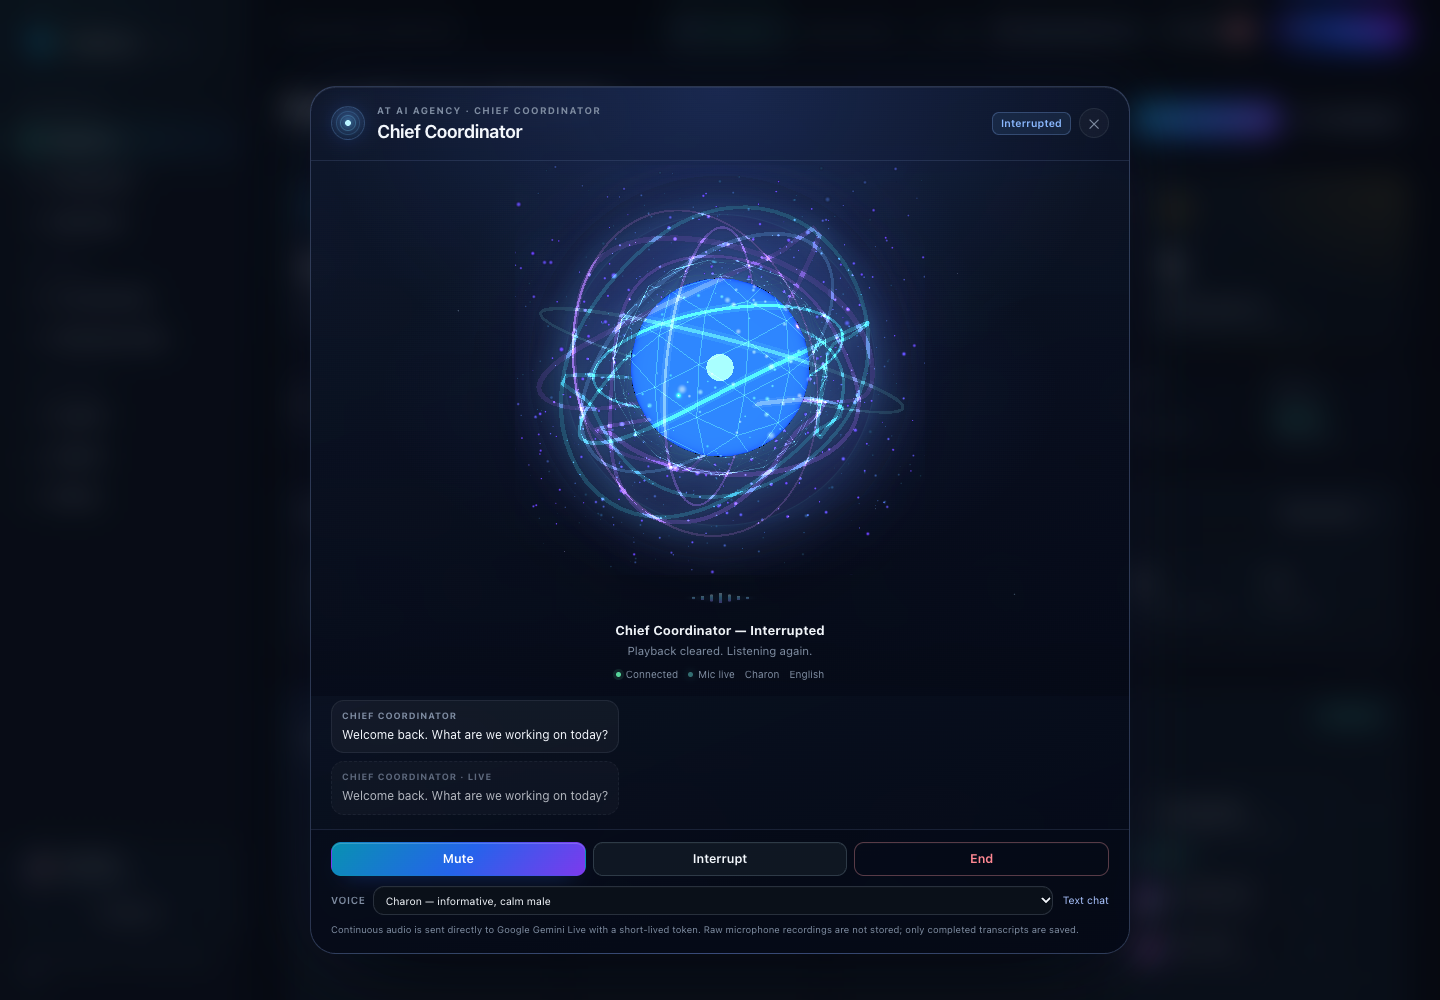 AT AI AGENCY · CHIEF COORDINATOR
Chief Coordinator
Interrupted
Chief Coordinator — Interrupted
Playback cleared. Listening again.
Connected Mic live Charon English
CHIEF COORDINATOR
Welcome back. What are we working on today?
CHIEF COORDINATOR · LIVE
Welcome back. What are we working on today?
Mute Interrupt End
VOICE Charon — informative, calm male Text chat
Continuous audio is sent directly to Google Gemini Live with a short-lived token. Raw microphone recordings are not stored; only completed transcripts are saved.